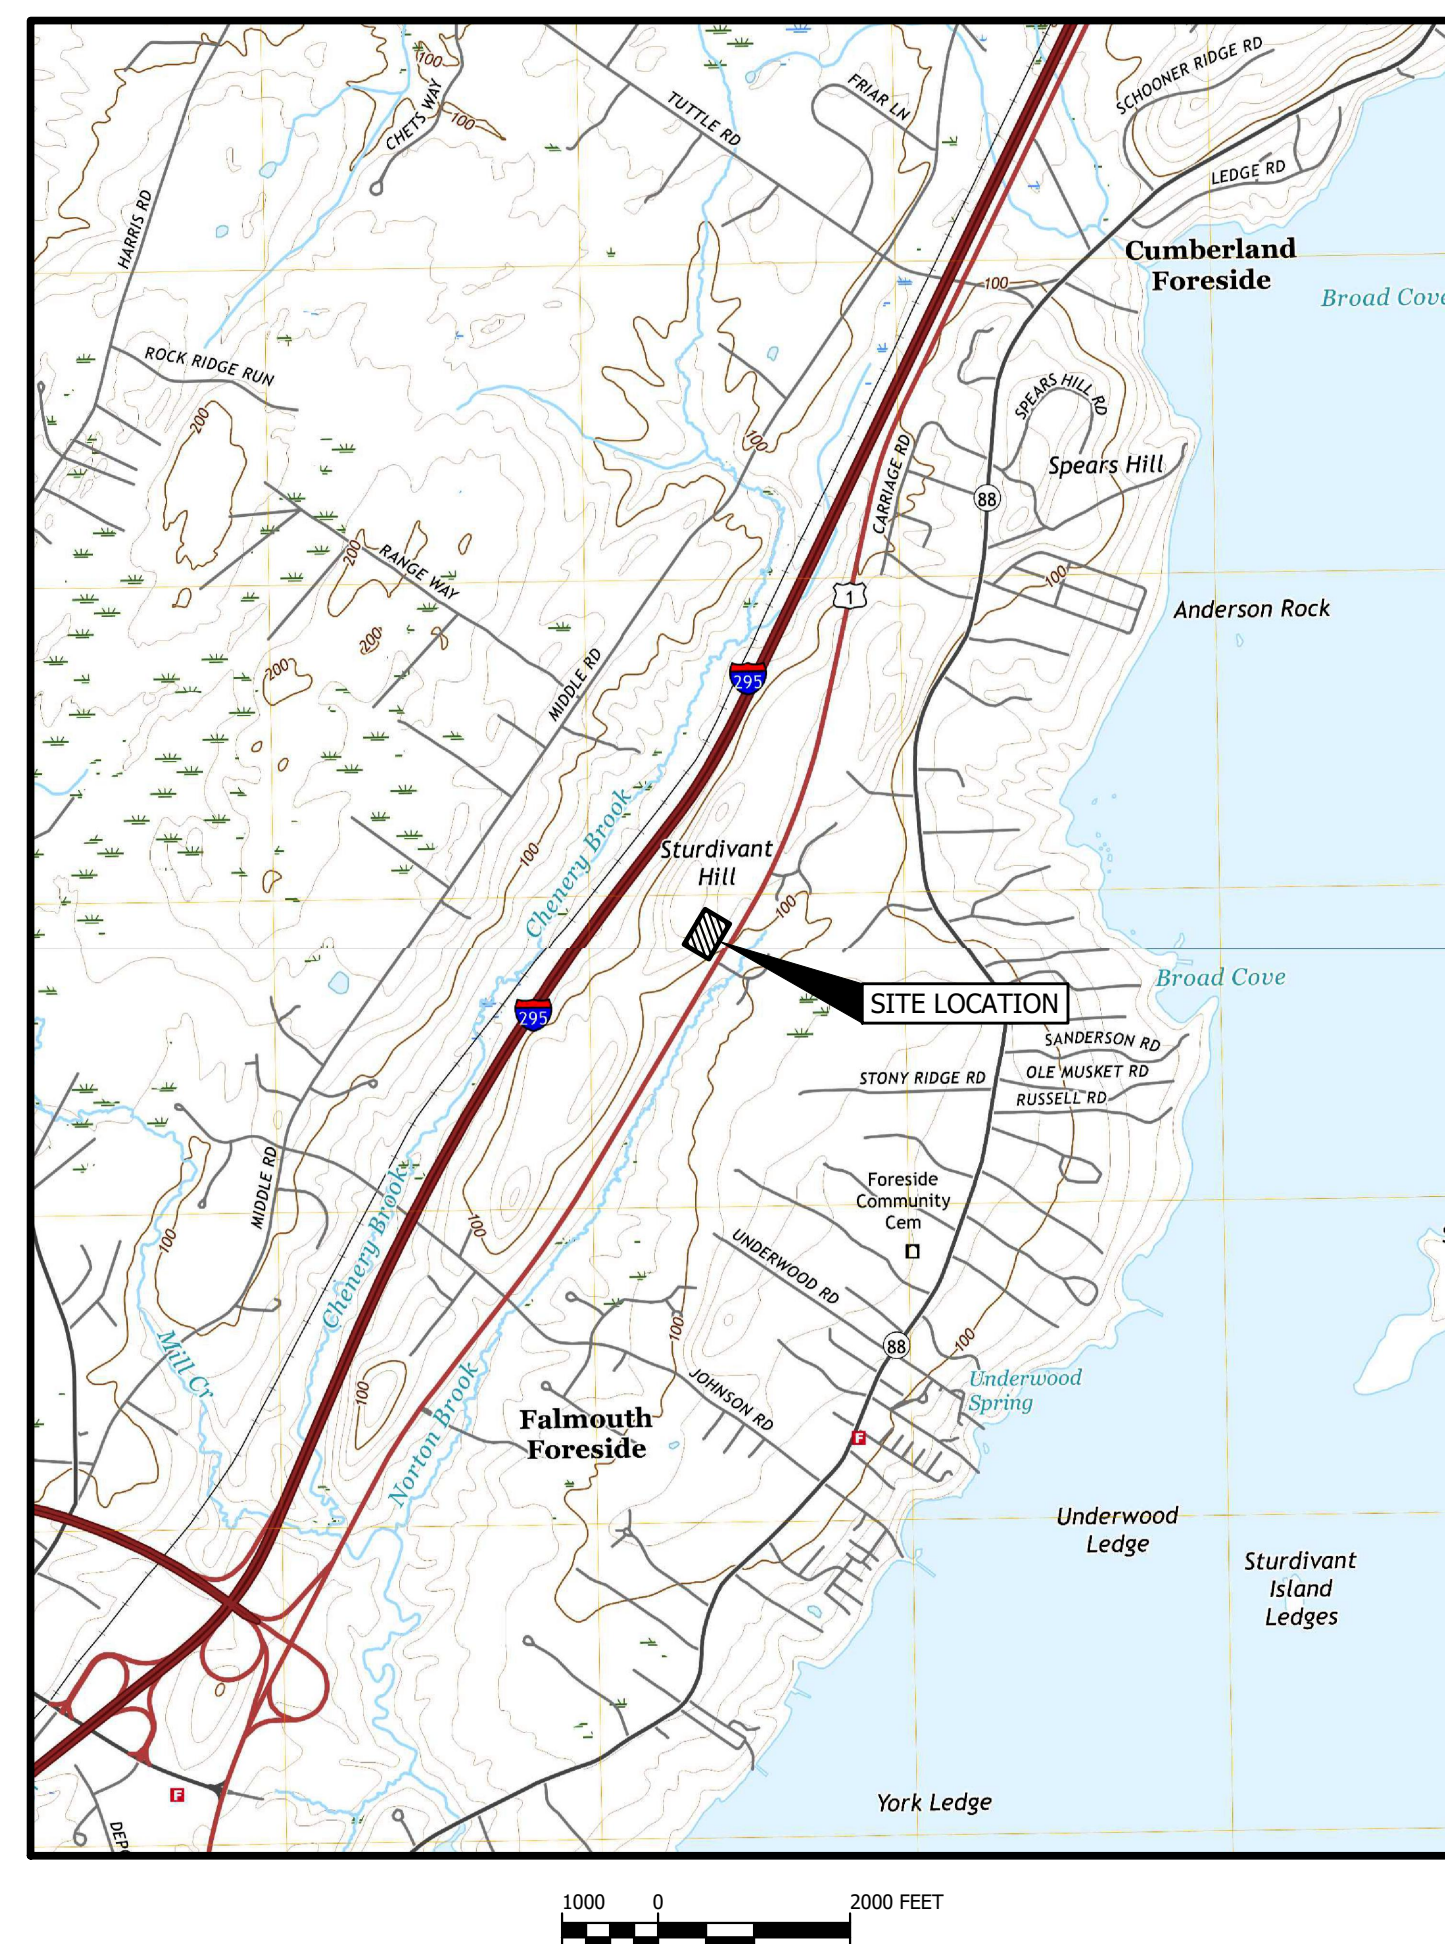 100
CHETS WAY
100
TUTTLE RD
FRIAR LN
SCHOONER RIDGE RD
LEDGE RD
HARRIS RD
Cumberland
Foreside
Broad Cove
100
ROCK RIDGE RUN
200
SPEARS HILL RD
100
CARRIAGE RD
Spears Hill
88
200
RANGE WAY
100
1
Anderson Rock
200
200
MIDDLE RD
295
Chenery Brook
100
Sturdivant
Hill
100
Broad Cove
SITE LOCATION
295
SANDERSON RD
STONY RIDGE RD
OLE MUSKET RD
RUSSELL RD
MIDDLE RD
Foreside
Community
Cem
100
Chenery Brook
100
UNDERWOOD RD
100
88
100
Mill Cr
100
JOHNSON RD
Underwood
Spring
Norton Brook
Falmouth
Foreside
F
Underwood
Ledge
Sturdivant
Island
Ledges
F
York Ledge
1000 0 2000 FEET